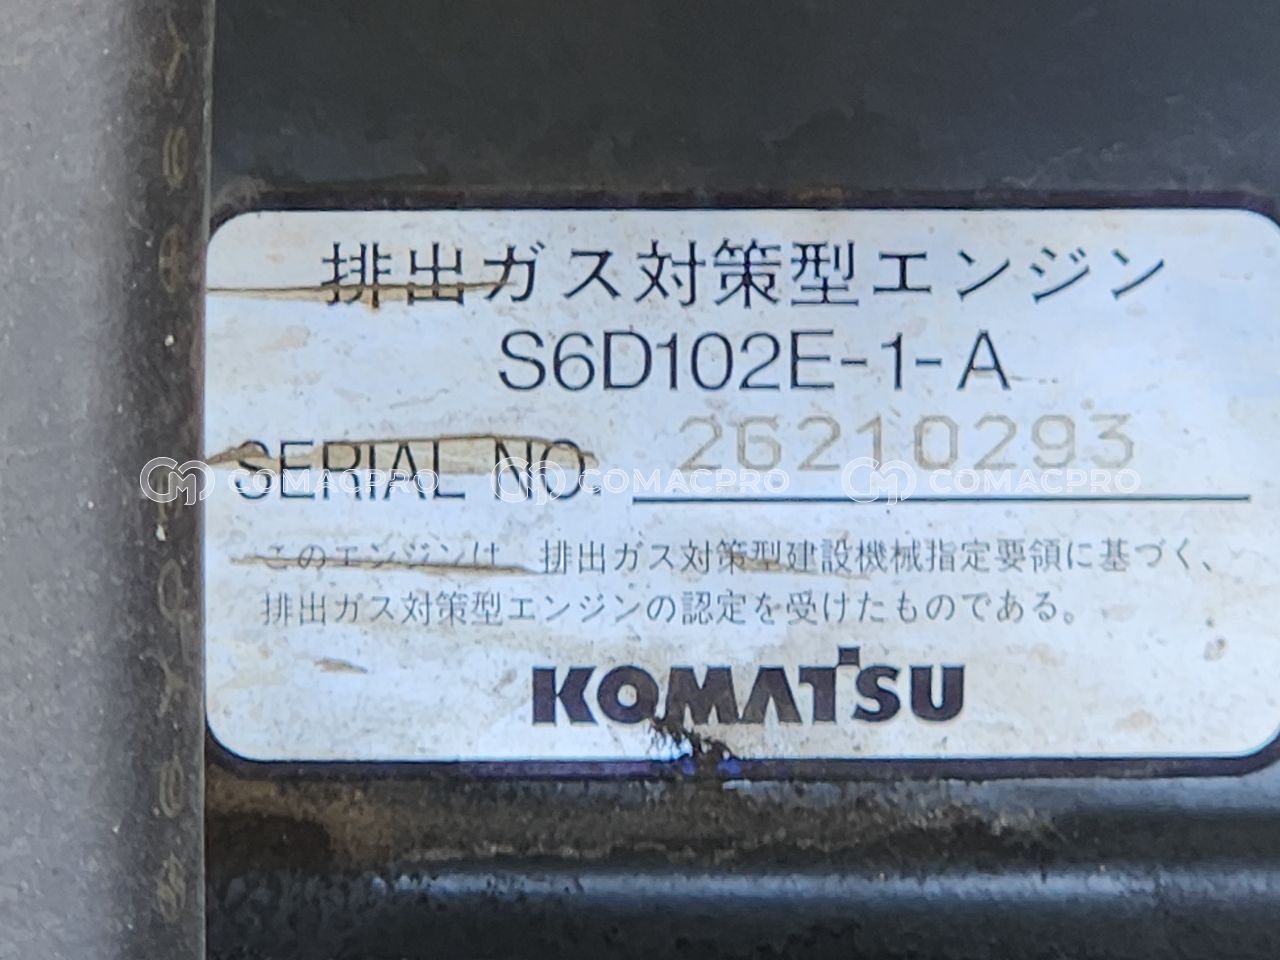 排出ガス対策型エンジン
S6D102E-1-A
SERIAL NO. 26210293
COMACPRO COMACPRO COMACPRO
このエンジンは、排出ガス対策型建設機械指定要領に基づく、
排出ガス対策型エンジンの認定を受けたものである。
KOMATSU